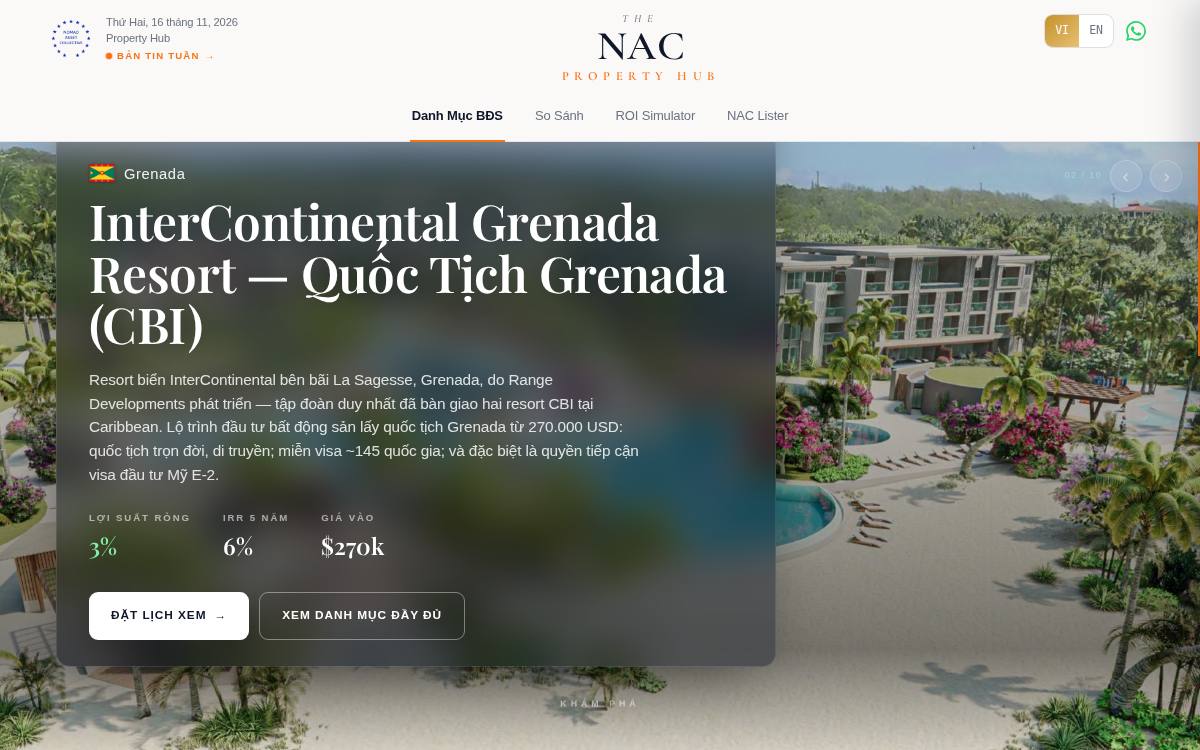 NOMAD
ASSET
COLLECTIVE
Thứ Hai, 16 tháng 11, 2026
Property Hub
BẢN TIN TUẦN →
THE
NAC
PROPERTY HUB
VI
EN
Danh Mục BĐS
So Sánh
ROI Simulator
NAC Lister
Grenada
02 / 10
‹
›
InterContinental Grenada
Resort — Quốc Tịch Grenada
(CBI)
Resort biển InterContinental bên bãi La Sagesse, Grenada, do Range
Developments phát triển — tập đoàn duy nhất đã bàn giao hai resort CBI tại
Caribbean. Lộ trình đầu tư bất động sản lấy quốc tịch Grenada từ 270.000 USD:
quốc tịch trọn đời, di truyền; miễn visa ~145 quốc gia; và đặc biệt là quyền tiếp cận
visa đầu tư Mỹ E-2.
LỢI SUẤT RÒNG
IRR 5 NĂM
GIÁ VÀO
3%
6%
$270k
ĐẶT LỊCH XEM →
XEM DANH MỤC ĐẦY ĐỦ
KHÁM PHÁ